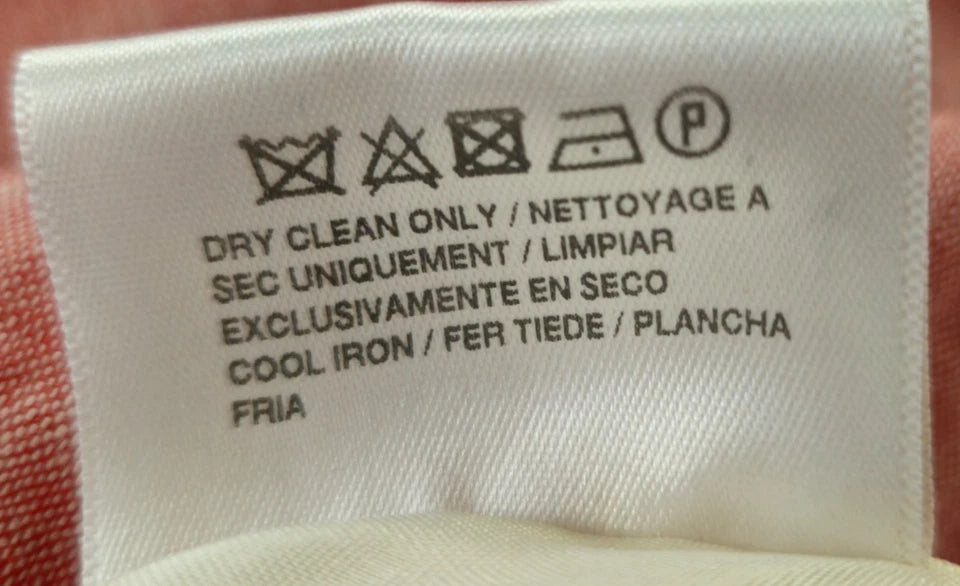 P
DRY CLEAN ONLY / NETTOYAGE A
SEC UNIQUEMENT / LIMPIAR
EXCLUSIVAMENTE EN SECO
COOL IRON / FER TIEDE / PLANCHA
FRIA